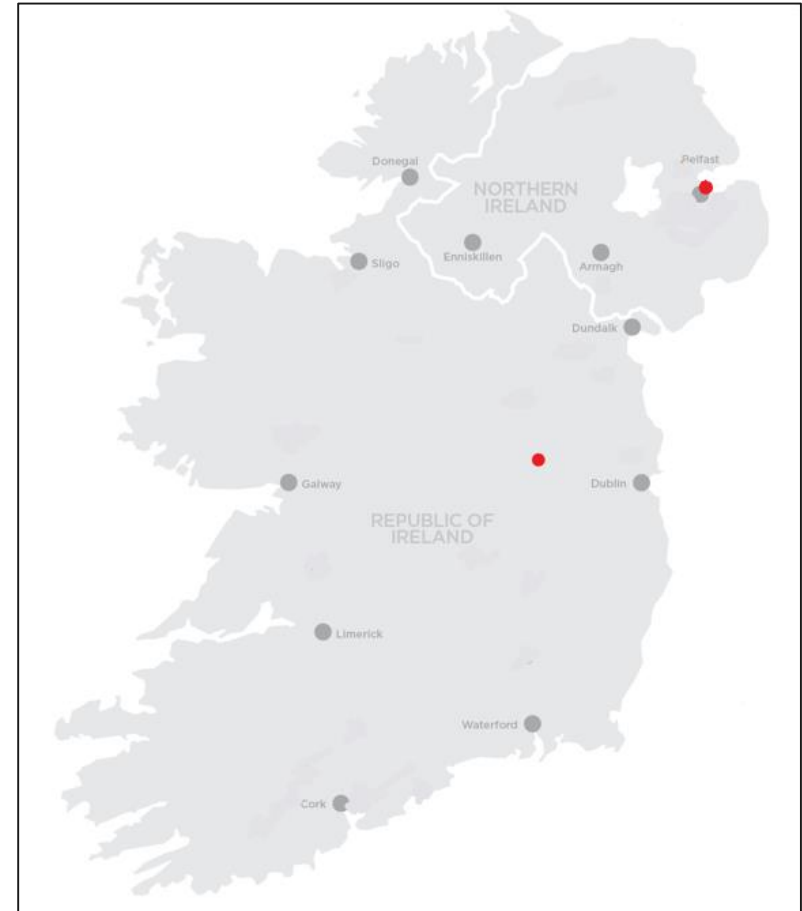 Donegal
Belfast
NORTHERN
IRELAND
Enniskillen
Sligo
Armagh
Dundalk
Galway
Dublin
REPUBLIC OF
IRELAND
Limerick
Waterford
Cork